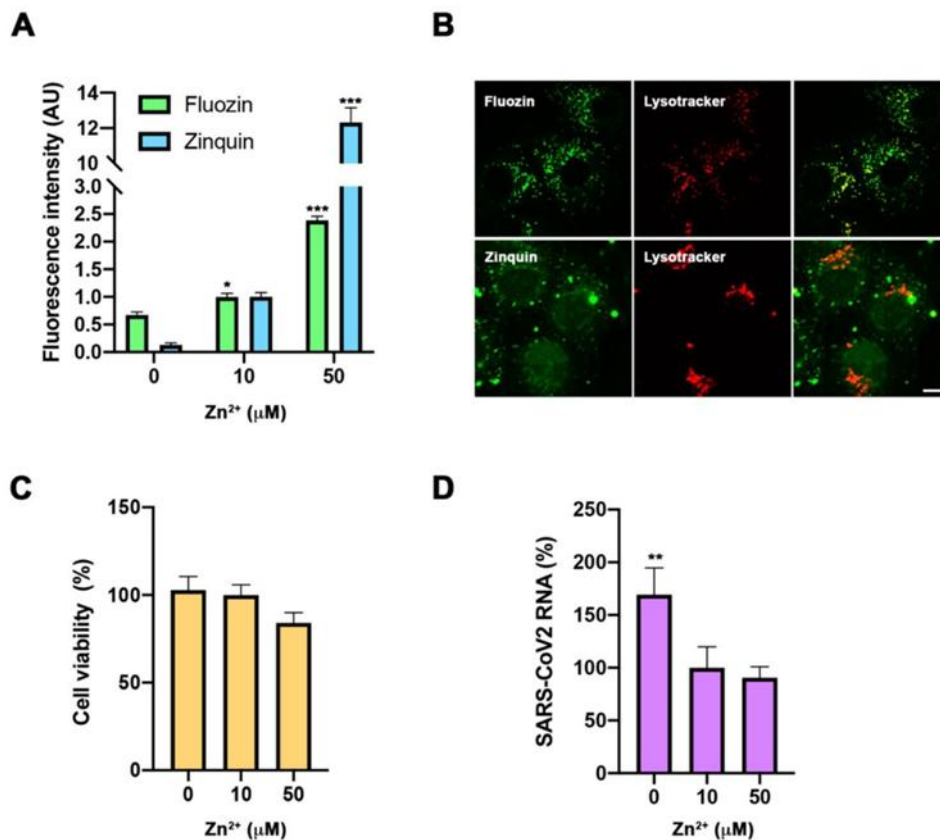 A
Fluorescence intensity (AU)
14
12
10
3.0
2.5
2.0
1.5
1.0
0.5
0.0
Fluozin
Zinquin
*
***
***
0
10
50
Zn²⁺ (μM)
B
Fluozin
Lysotracker
Zinquin
Lysotracker
C
Cell viability (%)
150
100
50
0
0
10
50
Zn²⁺ (μM)
D
SARS-CoV2 RNA (%)
250
200
150
100
50
0
**
0
10
50
Zn²⁺ (μM)